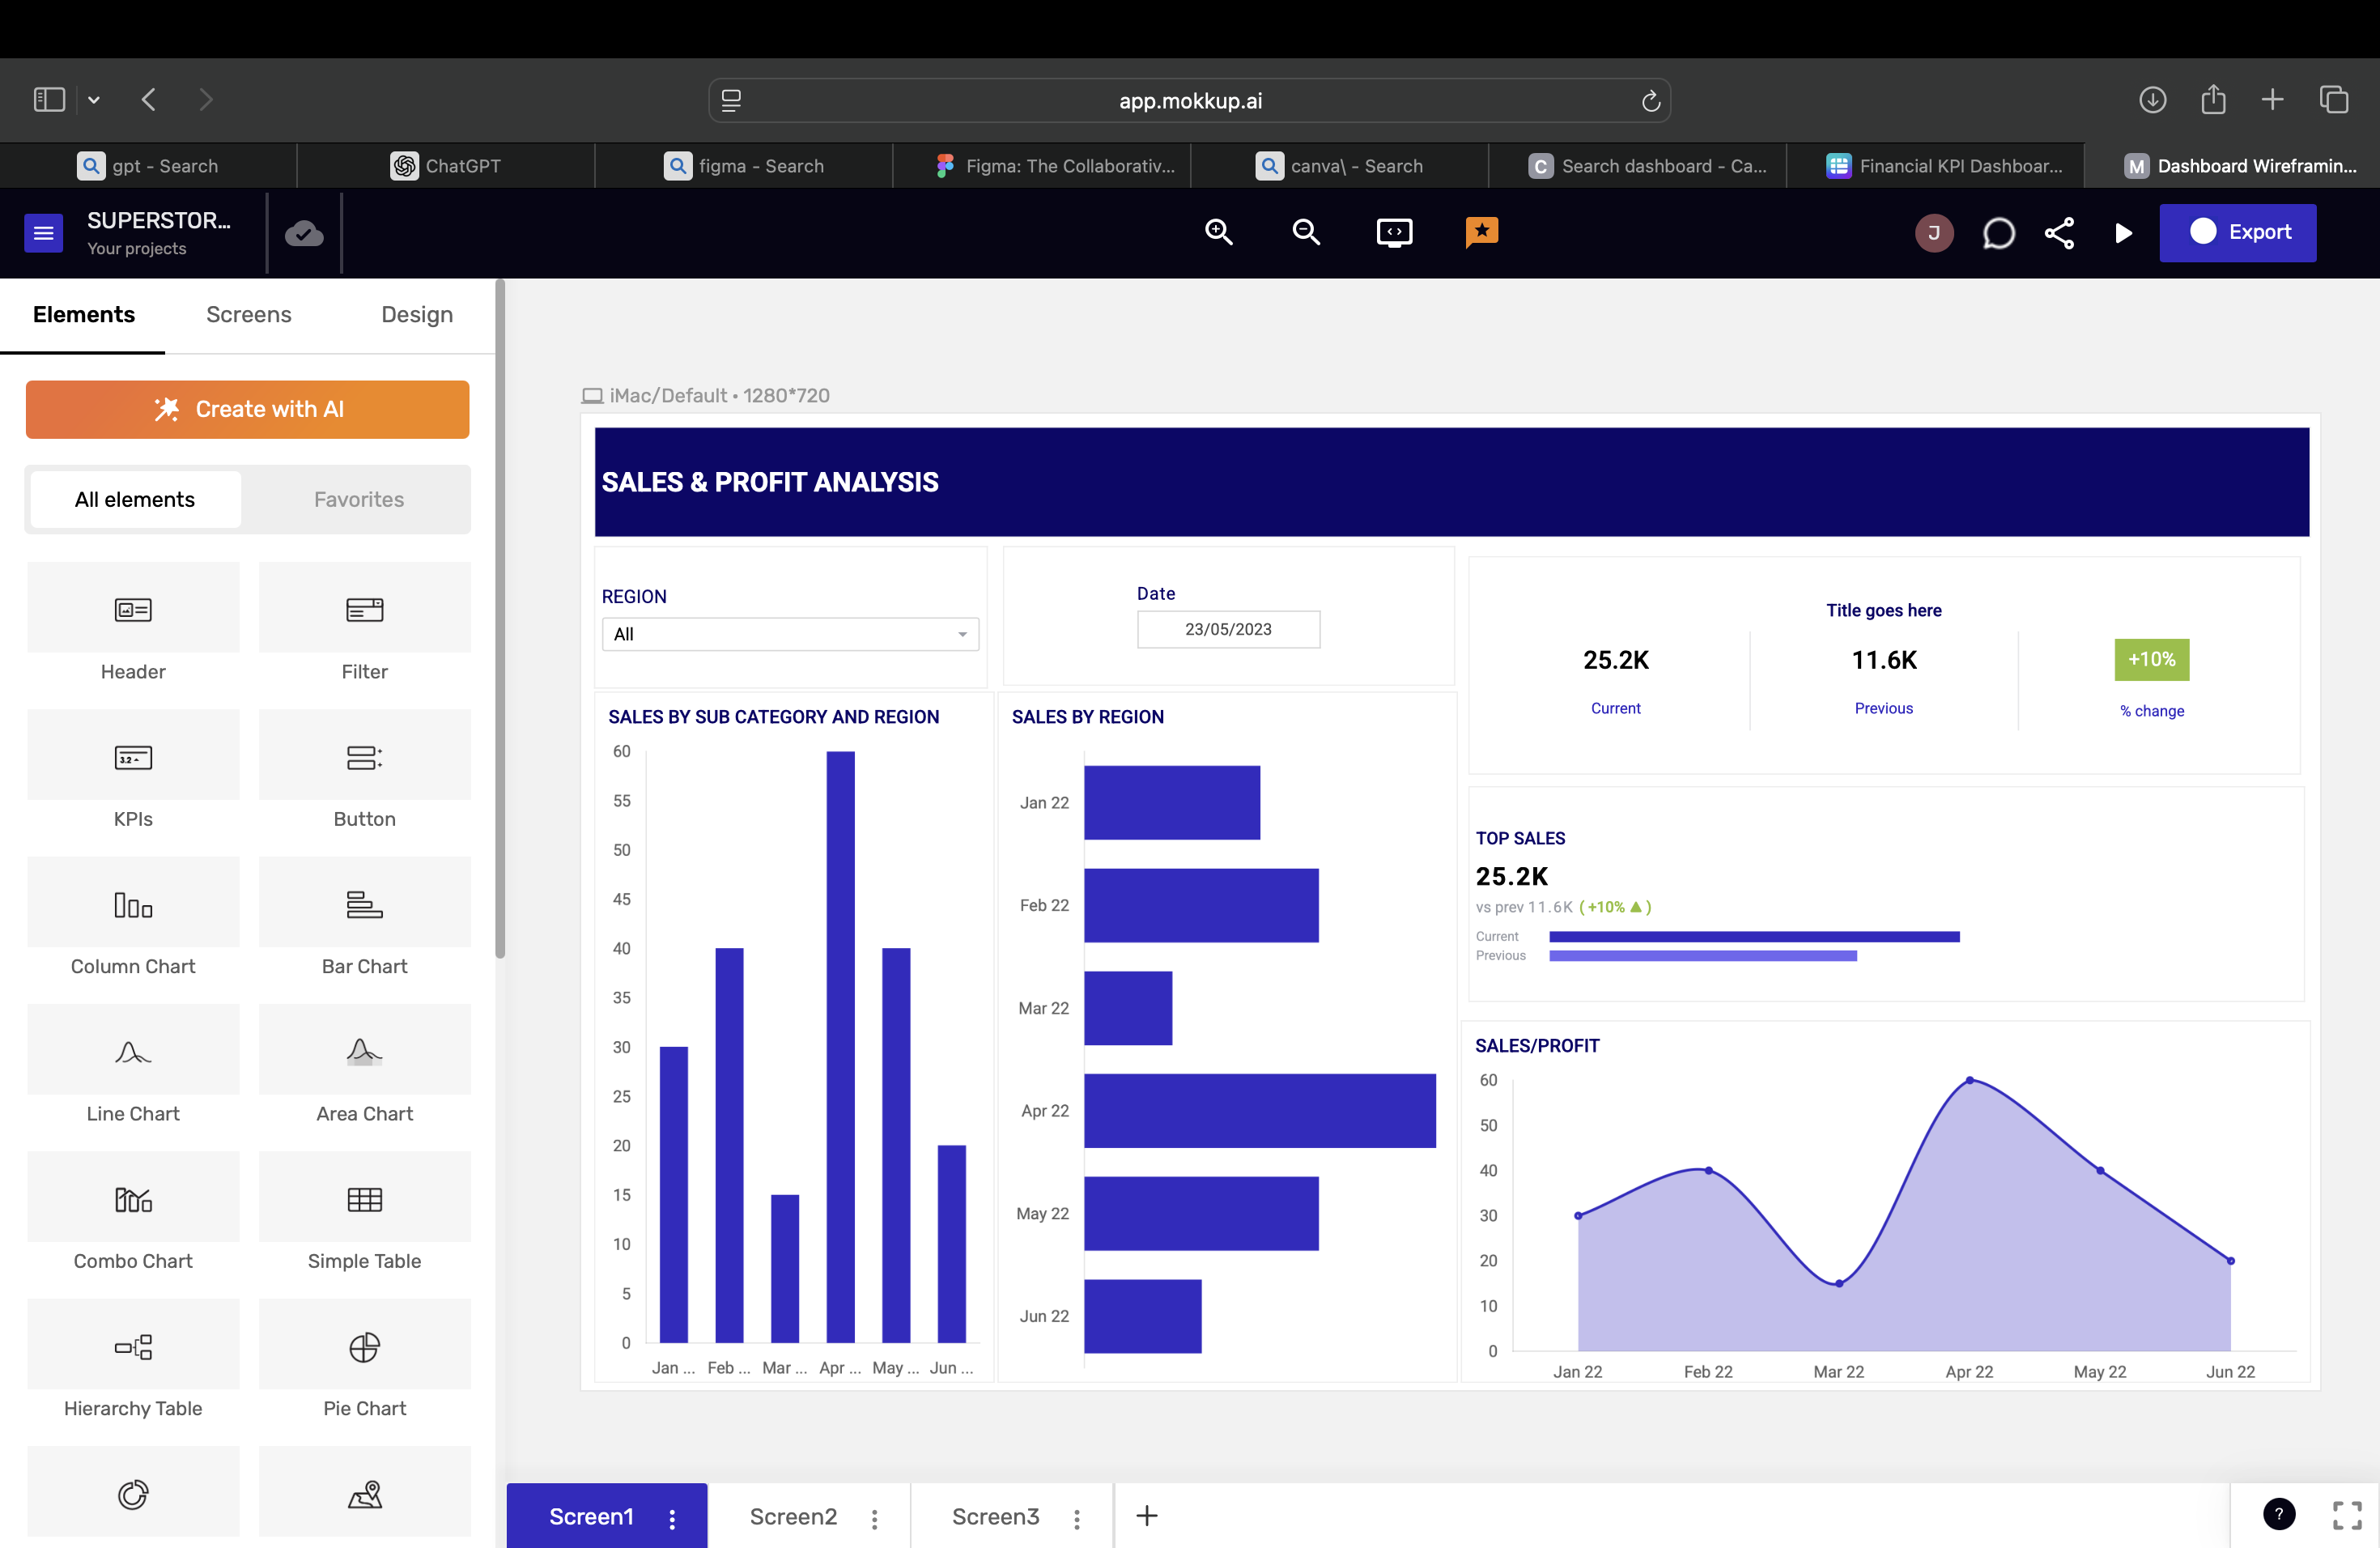 app.mokkup.ai
gpt - Search
ChatGPT
figma - Search
Figma: The Collaborativ...
canva\ - Search
C
Search dashboard - Ca...
Financial KPI Dashboar...
M
Dashboard Wireframin...
SUPERSTOR...
Your projects
J
Export
Elements
Screens
Design
Create with AI
All elements
Favorites
Header
Filter
3.2
KPIs
Button
Column Chart
Bar Chart
Line Chart
Area Chart
Combo Chart
Simple Table
Hierarchy Table
Pie Chart
iMac/Default • 1280*720
SALES & PROFIT ANALYSIS
REGION
All
Date
23/05/2023
Title goes here
25.2K
Current
11.6K
Previous
+10%
% change
SALES BY SUB CATEGORY AND REGION
60
55
50
45
40
35
30
25
20
15
10
5
0
Jan ... Feb ... Mar ... Apr ... May ... Jun ...
SALES BY REGION
Jan 22
Feb 22
Mar 22
Apr 22
May 22
Jun 22
TOP SALES
25.2K
vs prev 11.6K ( +10% ▲ )
Current
Previous
SALES/PROFIT
60
50
40
30
20
10
0
Jan 22 Feb 22 Mar 22 Apr 22 May 22 Jun 22
Screen1
Screen2
Screen3
?